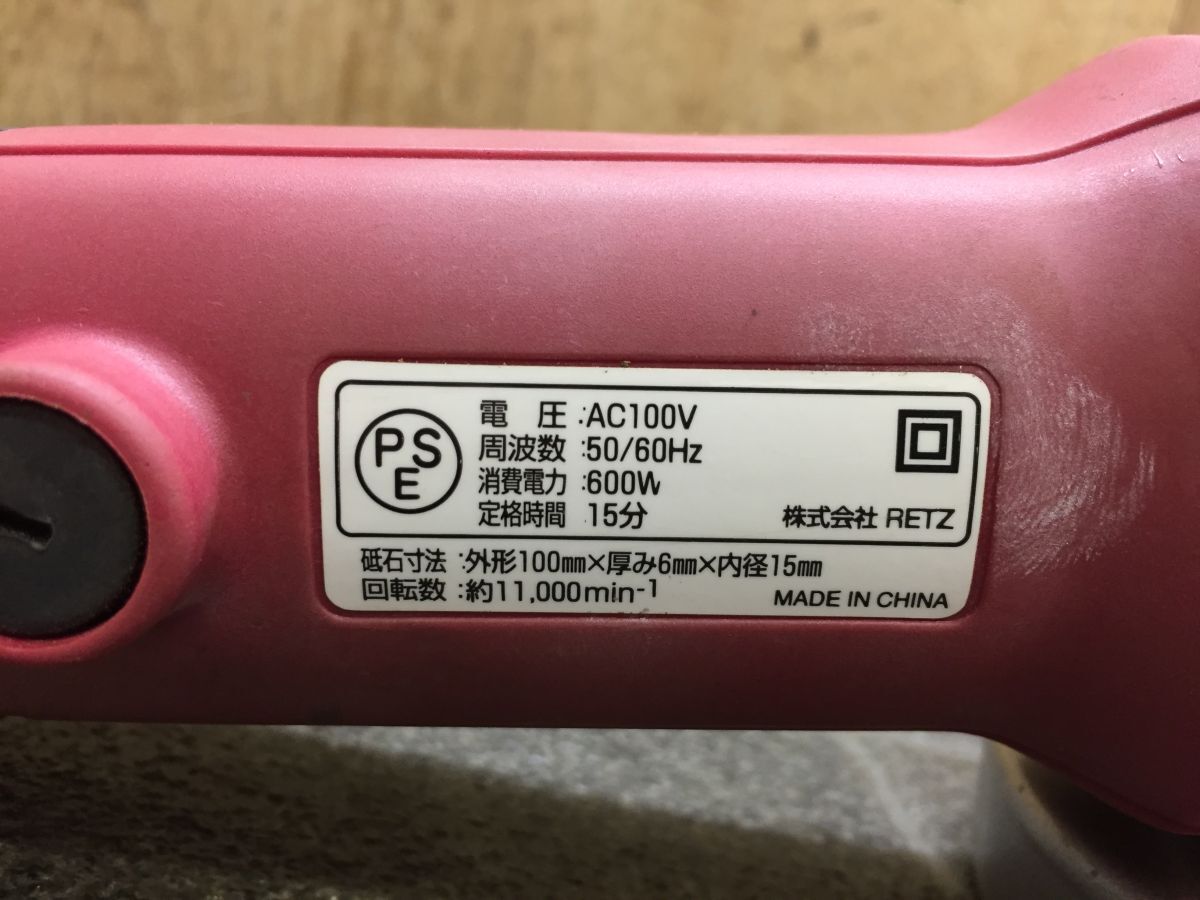 PSE
電 圧 :AC100V
周波数 :50/60Hz
消費電力 :600W
定格時間 15分
株式会社 RETZ
砥石寸法 :外形100mm×厚み6mm×内径15mm
回転数 :約11,000min-1
MADE IN CHINA